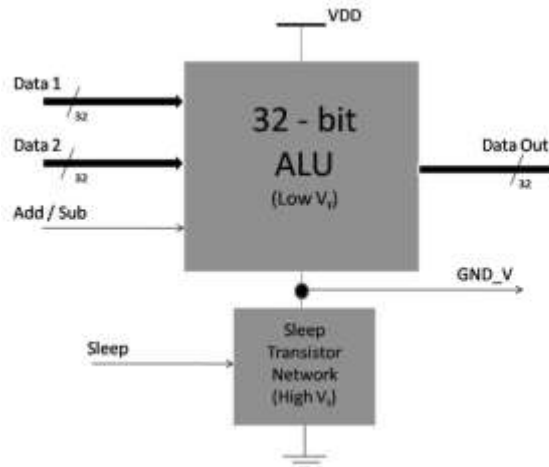 VDD
Data 1
32
Data 2
32
Add / Sub
32 - bit
ALU
(Low Vₜ)
Data Out
32
GND_V
Sleep
Sleep
Transistor
Network
(High Vₜ)